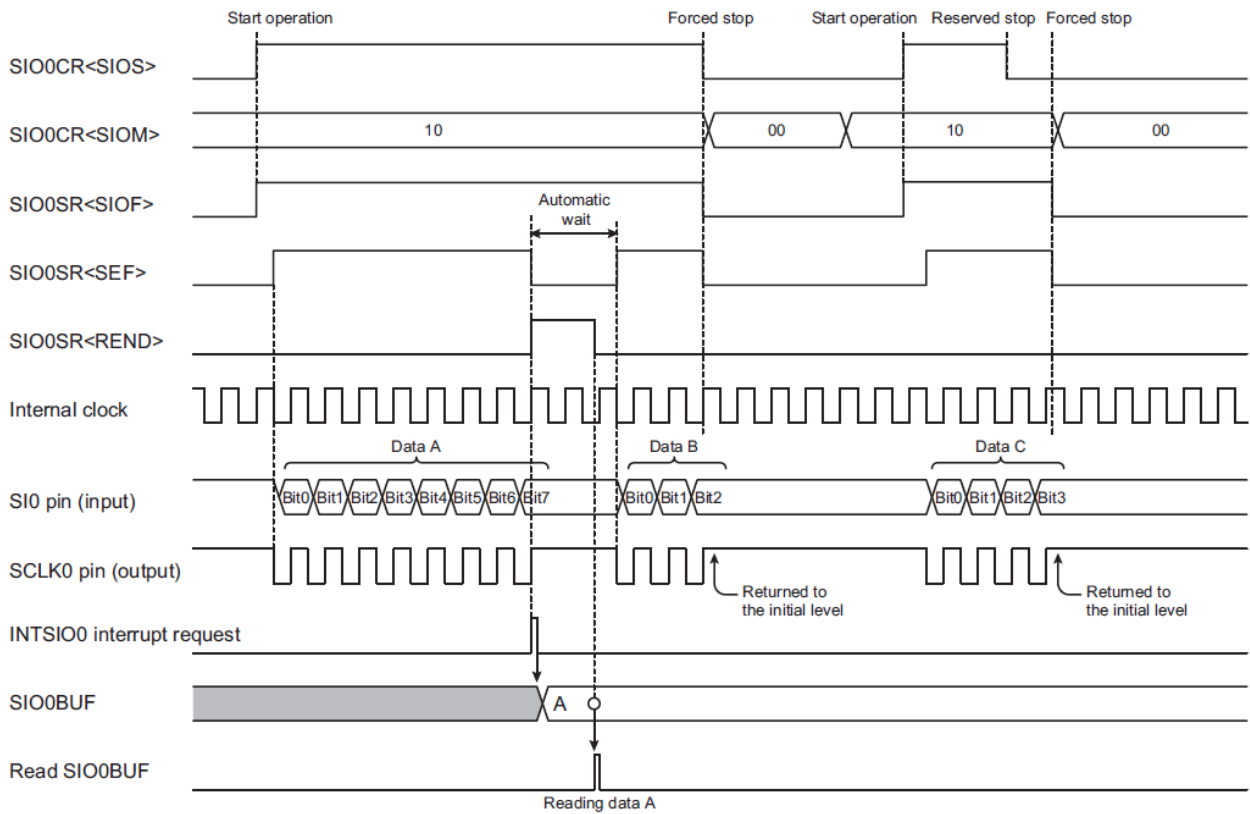 Start operation
Forced stop
Start operation
Reserved stop
Forced stop
SIO0CR<SIOS>
SIO0CR<SIOM>
10
00
10
00
SIO0SR<SIOF>
Automatic
wait
SIO0SR<SEF>
SIO0SR<REND>
Internal clock
Data A
Data B
Data C
SI0 pin (input)
Bit0 Bit1 Bit2 Bit3 Bit4 Bit5 Bit6 Bit7
Bit0 Bit1 Bit2
Bit0 Bit1 Bit2 Bit3
SCLK0 pin (output)
Returned to
the initial level
Returned to
the initial level
INTSIO0 interrupt request
SIO0BUF
A
Read SIO0BUF
Reading data A